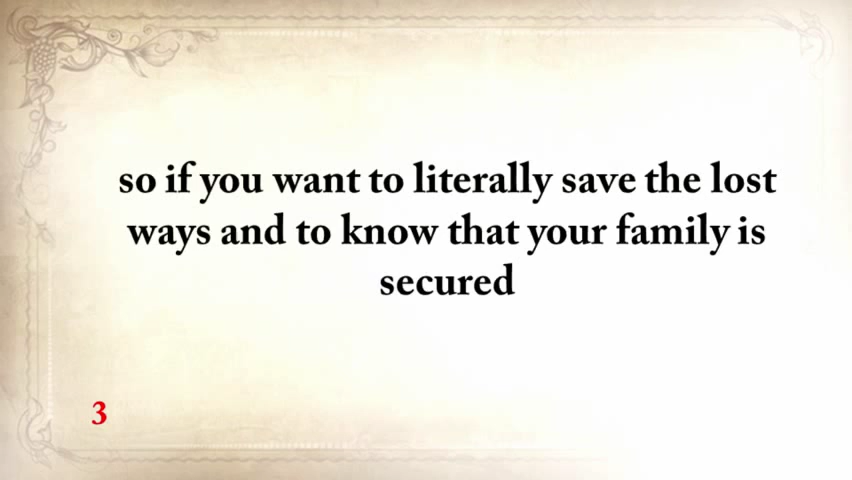 so if you want to literally save the lost
ways and to know that your family is
secured
3